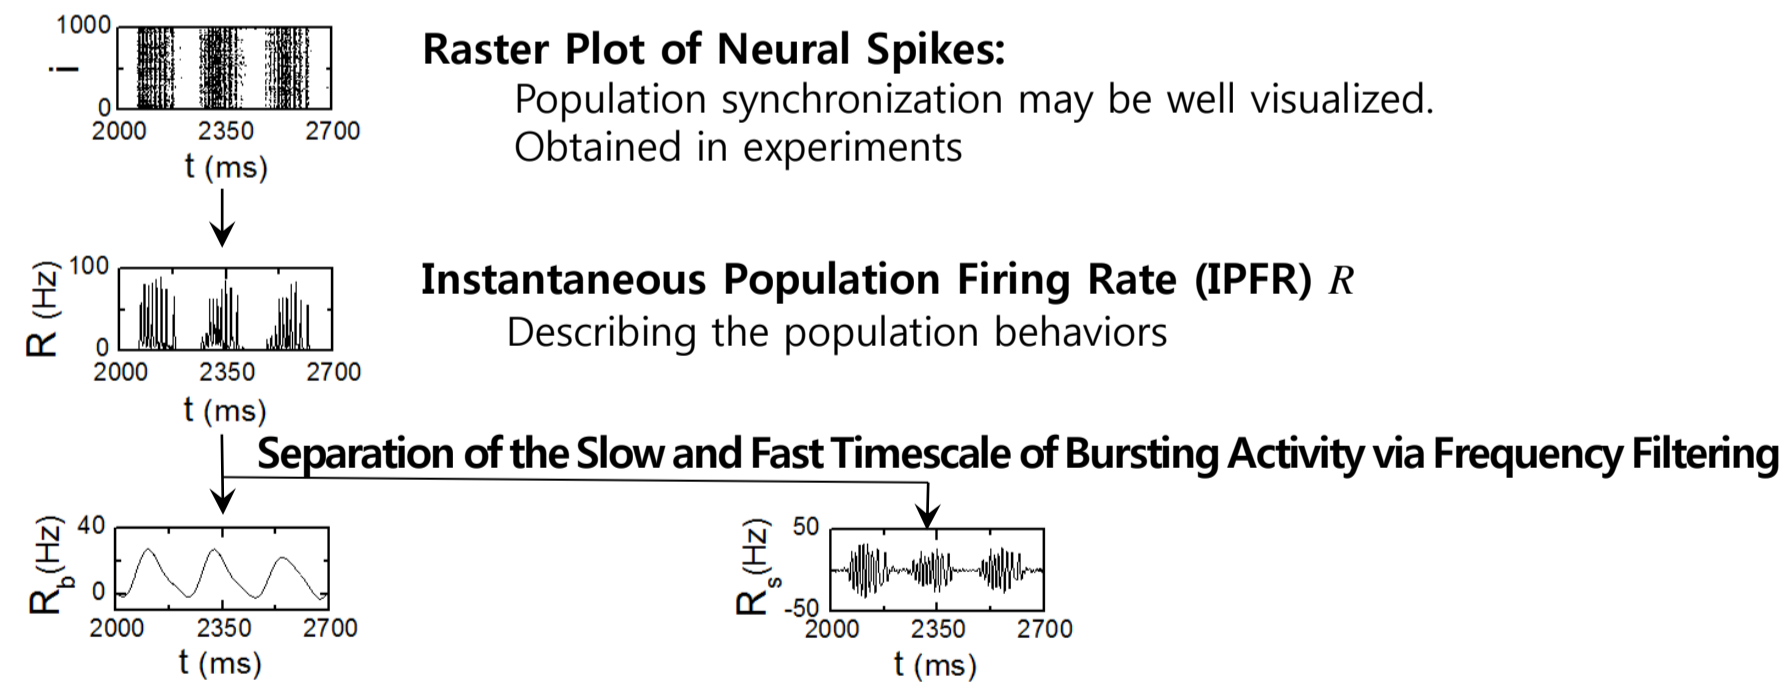 1000
i
0
2000 2350 2700
t (ms)
Raster Plot of Neural Spikes:
Population synchronization may be well visualized.
Obtained in experiments
100
R (Hz)
0
2000 2350 2700
t (ms)
Instantaneous Population Firing Rate (IPFR) R
Describing the population behaviors
Separation of the Slow and Fast Timescale of Bursting Activity via Frequency Filtering
40
Rb(Hz)
0
2000 2350 2700
t (ms)
50
Rs(Hz)
-50
2000 2350 2700
t (ms)